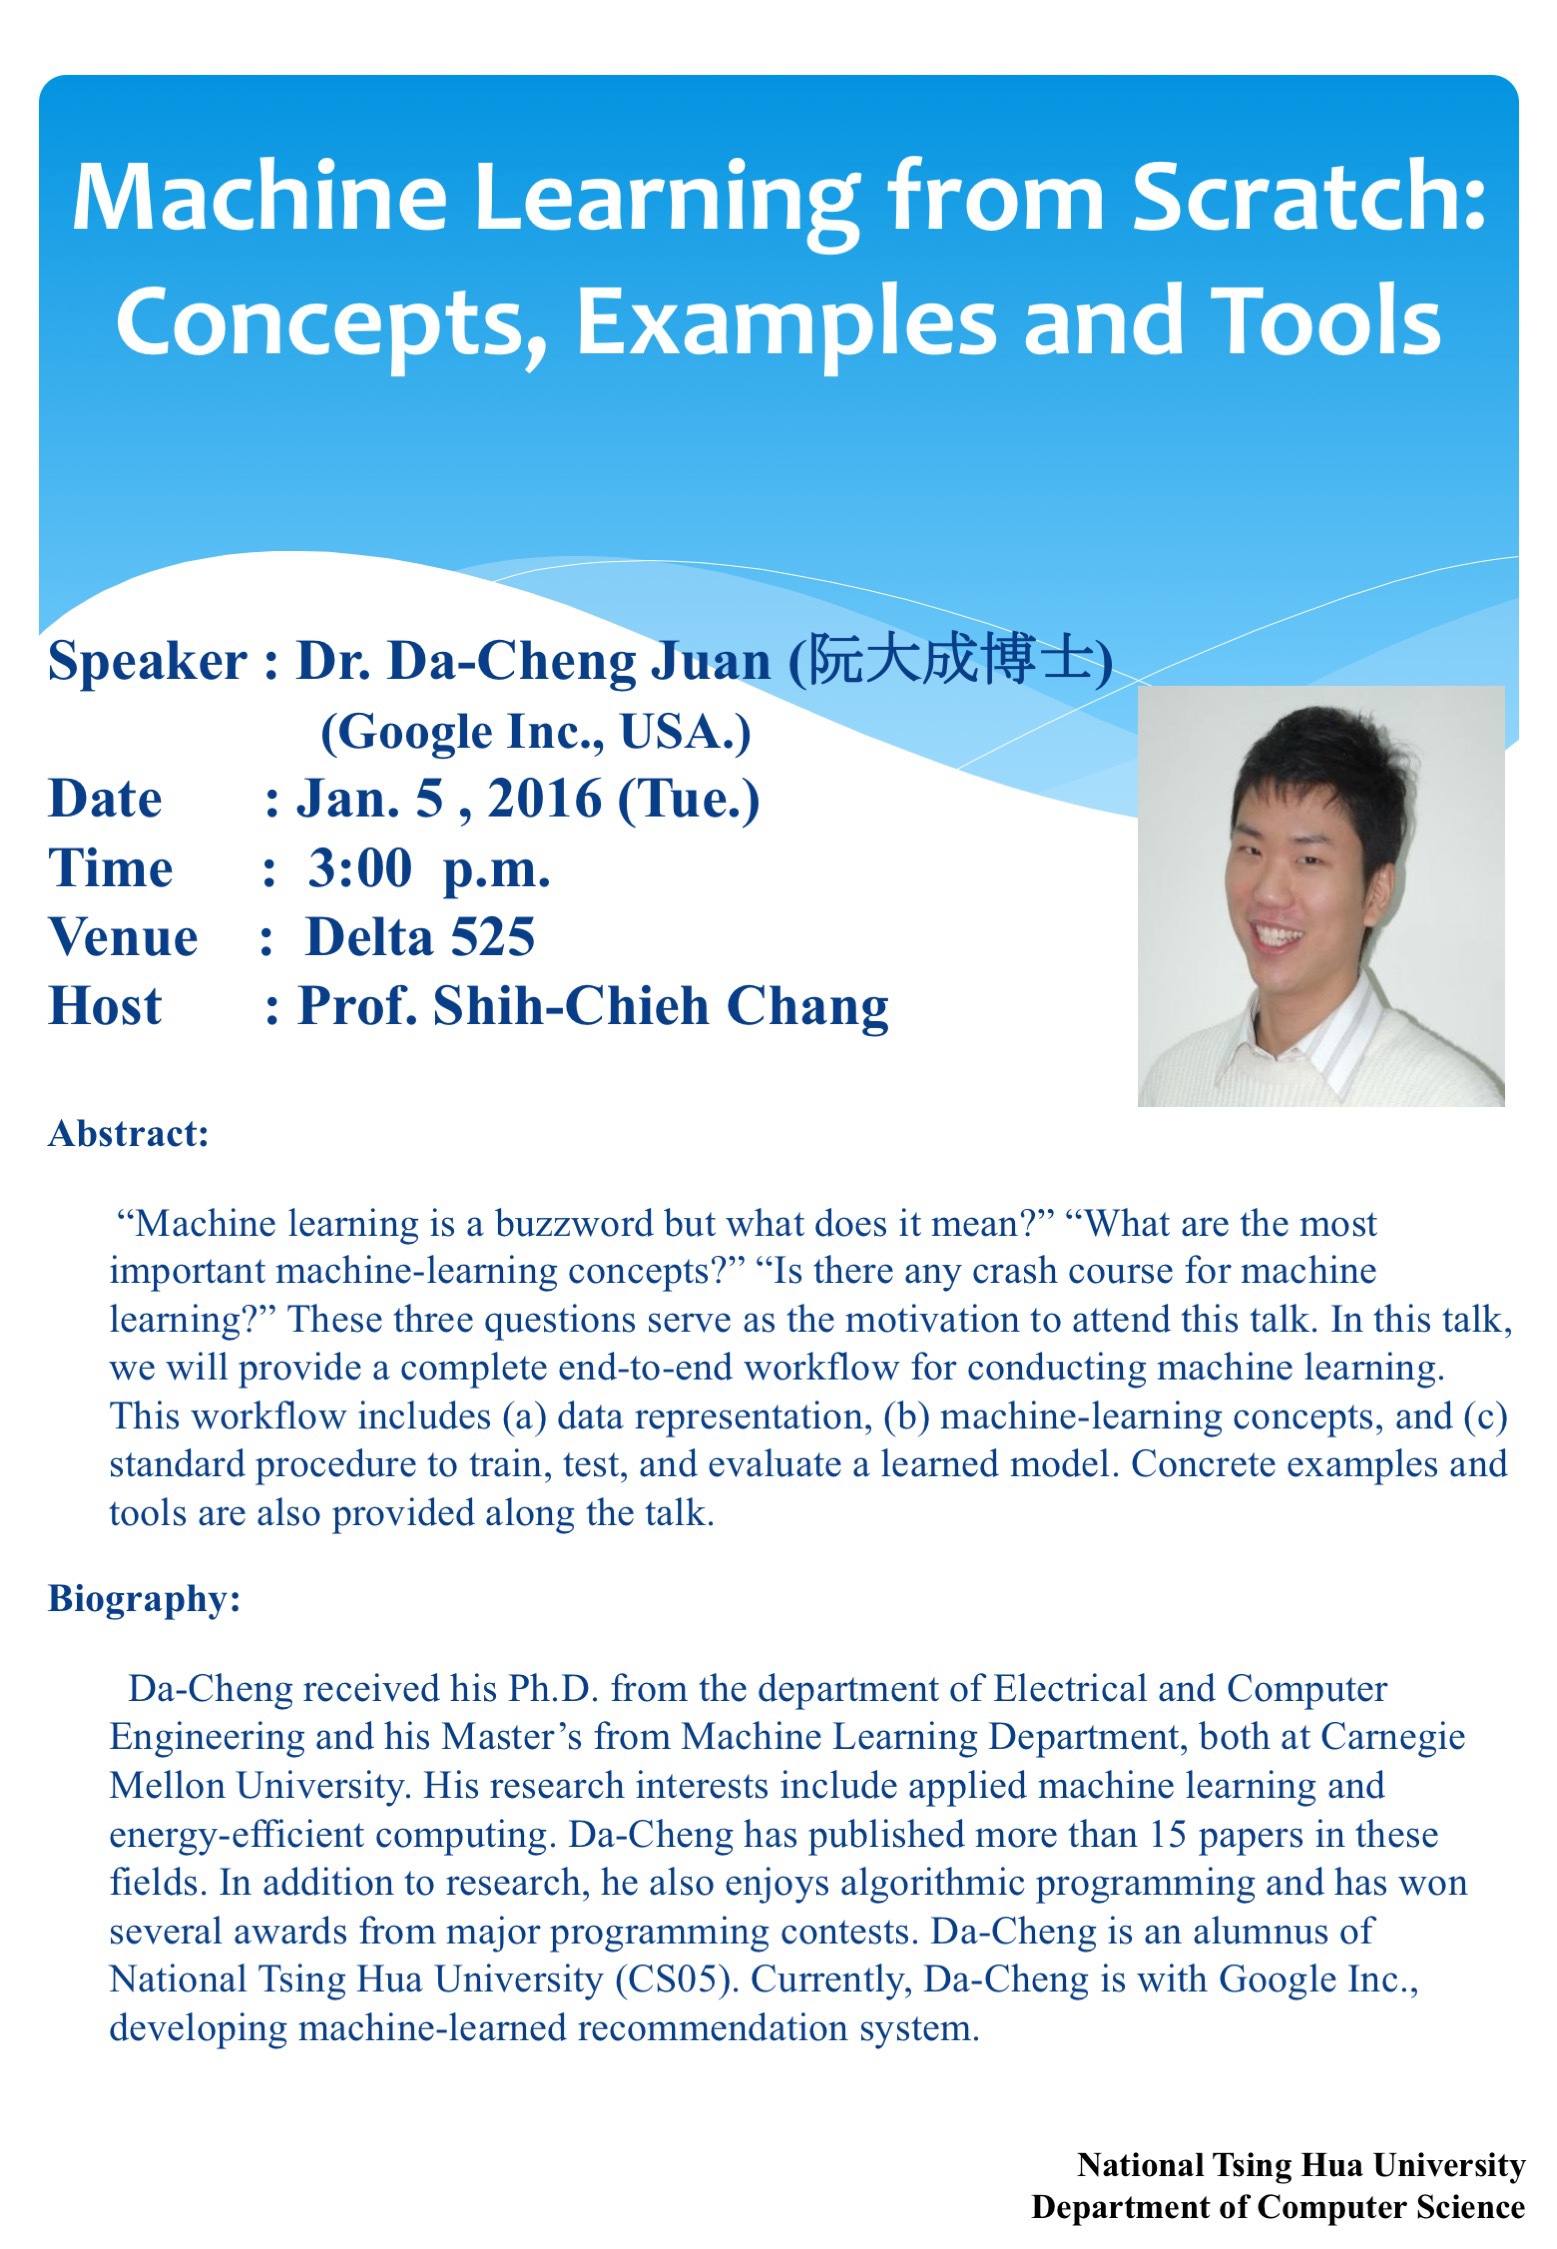 Machine Learning from Scratch:
Concepts, Examples and Tools
Speaker : Dr. Da-Cheng Juan (阮大成博士)
(Google Inc., USA.)
Date : Jan. 5 , 2016 (Tue.)
Time : 3:00 p.m.
Venue : Delta 525
Host : Prof. Shih-Chieh Chang
Abstract:
“Machine learning is a buzzword but what does it mean?” “What are the most
important machine-learning concepts?” “Is there any crash course for machine
learning?” These three questions serve as the motivation to attend this talk. In this talk,
we will provide a complete end-to-end workflow for conducting machine learning.
This workflow includes (a) data representation, (b) machine-learning concepts, and (c)
standard procedure to train, test, and evaluate a learned model. Concrete examples and
tools are also provided along the talk.
Biography:
Da-Cheng received his Ph.D. from the department of Electrical and Computer
Engineering and his Master’s from Machine Learning Department, both at Carnegie
Mellon University. His research interests include applied machine learning and
energy-efficient computing. Da-Cheng has published more than 15 papers in these
fields. In addition to research, he also enjoys algorithmic programming and has won
several awards from major programming contests. Da-Cheng is an alumnus of
National Tsing Hua University (CS05). Currently, Da-Cheng is with Google Inc.,
developing machine-learned recommendation system.
National Tsing Hua University
Department of Computer Science